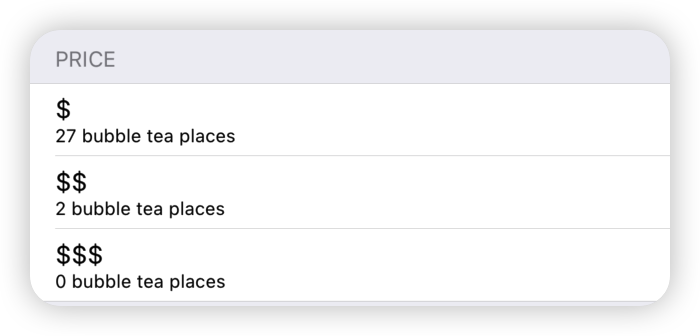 PRICE
$
27 bubble tea places
$$
2 bubble tea places
$$$
0 bubble tea places